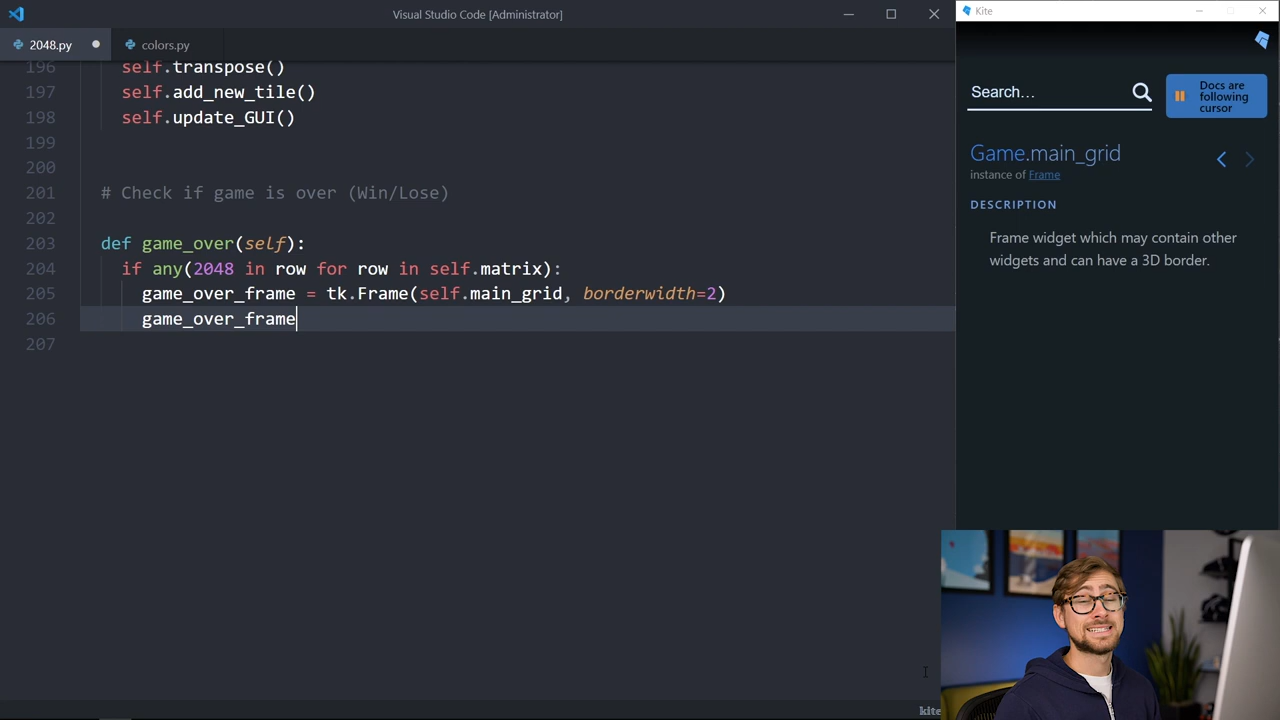 Visual Studio Code [Administrator]
2048.py
colors.py
196 self.transpose()
197 self.add_new_tile()
198 self.update_GUI()
199
200
201 # Check if game is over (Win/Lose)
202
203 def game_over(self):
204 if any(2048 in row for row in self.matrix):
205 game_over_frame = tk.Frame(self.main_grid, borderwidth=2)
206 game_over_frame
207
Kite
Search...
Docs are
following
cursor
Game.main_grid
instance of Frame
DESCRIPTION
Frame widget which may contain other
widgets and can have a 3D border.
kite